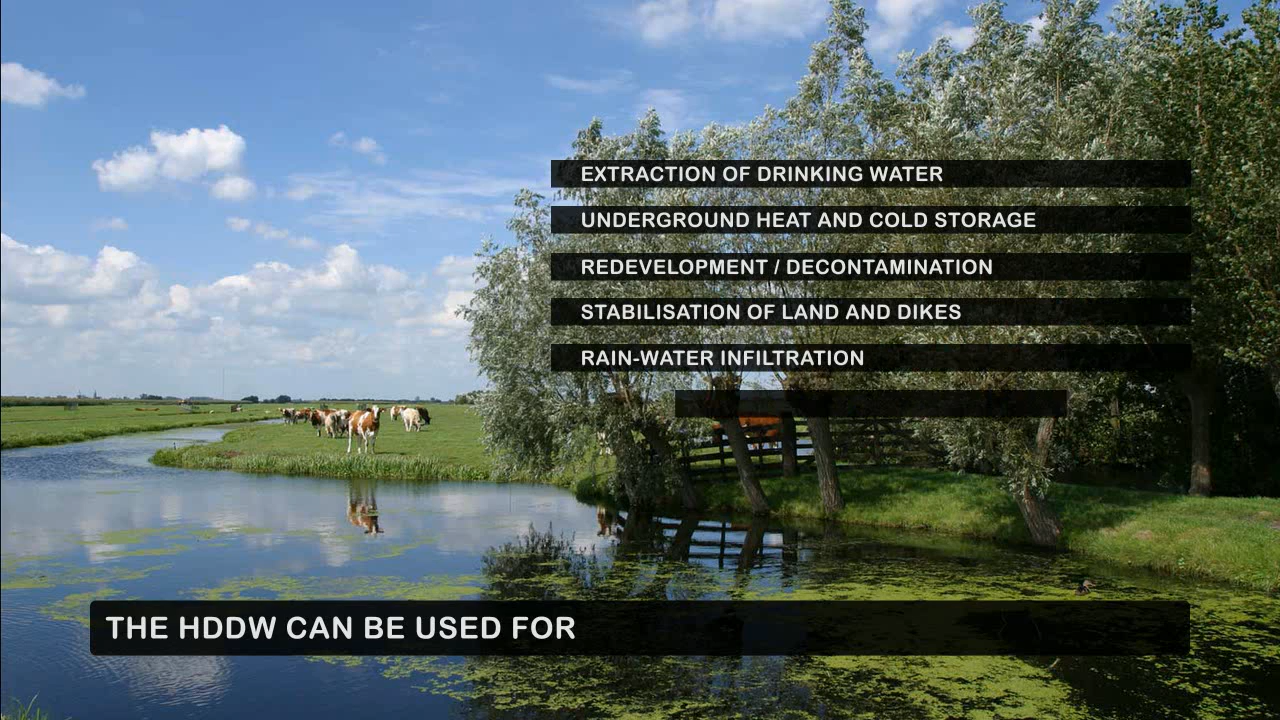 EXTRACTION OF DRINKING WATER
UNDERGROUND HEAT AND COLD STORAGE
REDEVELOPMENT / DECONTAMINATION
STABILISATION OF LAND AND DIKES
RAIN-WATER INFILTRATION
THE HDDW CAN BE USED FOR